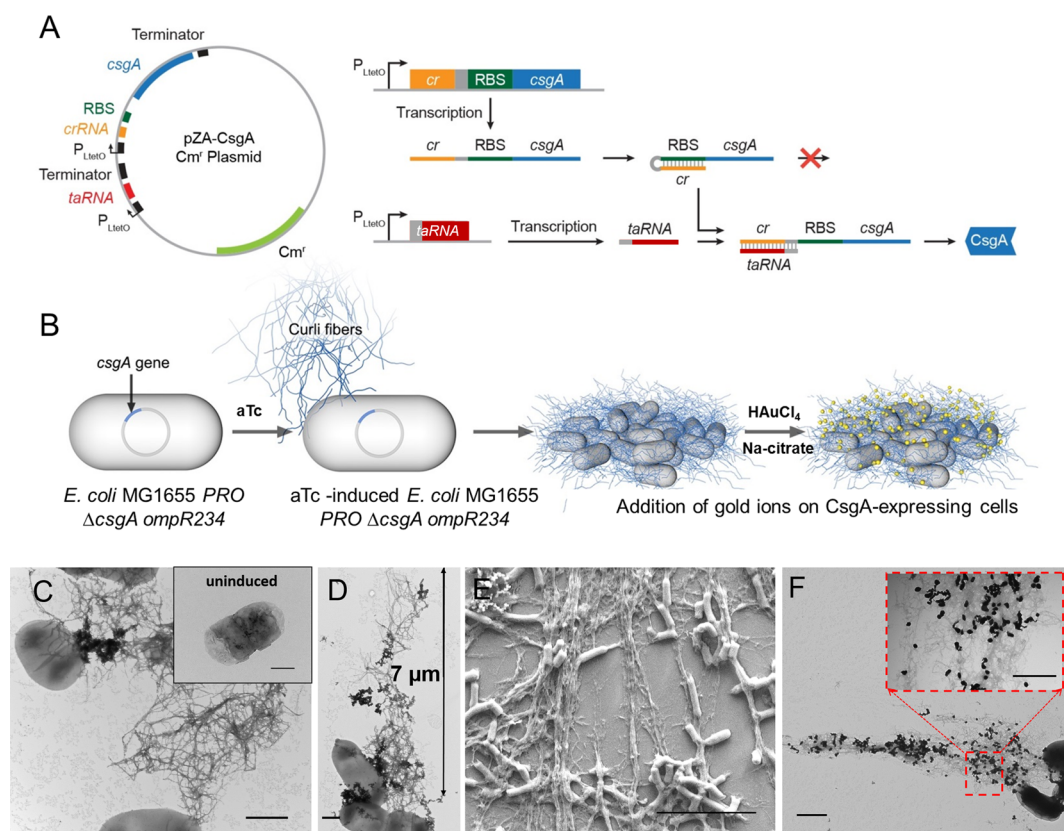 A
Terminator
csgA
RBS
crRNA
PLtetO
Terminator
taRNA
PLtetO
pZA-CsgA
Cmr Plasmid
Cmr
PLtetO
cr RBS csgA
Transcription
cr RBS csgA
RBS csgA
cr
PLtetO
taRNA
Transcription
taRNA
cr RBS csgA
taRNA
CsgA
B
Curli fibers
csgA gene
aTc
HAuCl4
Na-citrate
E. coli MG1655 PRO
ΔcsgA ompR234
aTc -induced E. coli MG1655
PRO ΔcsgA ompR234
Addition of gold ions on CsgA-expressing cells
C
uninduced
D
7 µm
E
F